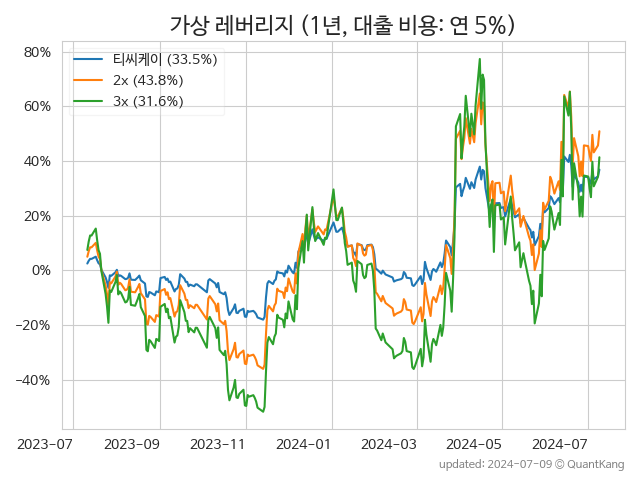 가상 레버리지 (1년, 대출 비용: 연 5%)
80%
60%
40%
20%
0%
−20%
−40%
티씨케이 (33.5%)
2x (43.8%)
3x (31.6%)
2023-07
2023-09
2023-11
2024-01
2024-03
2024-05
2024-07
updated: 2024-07-09 © QuantKang